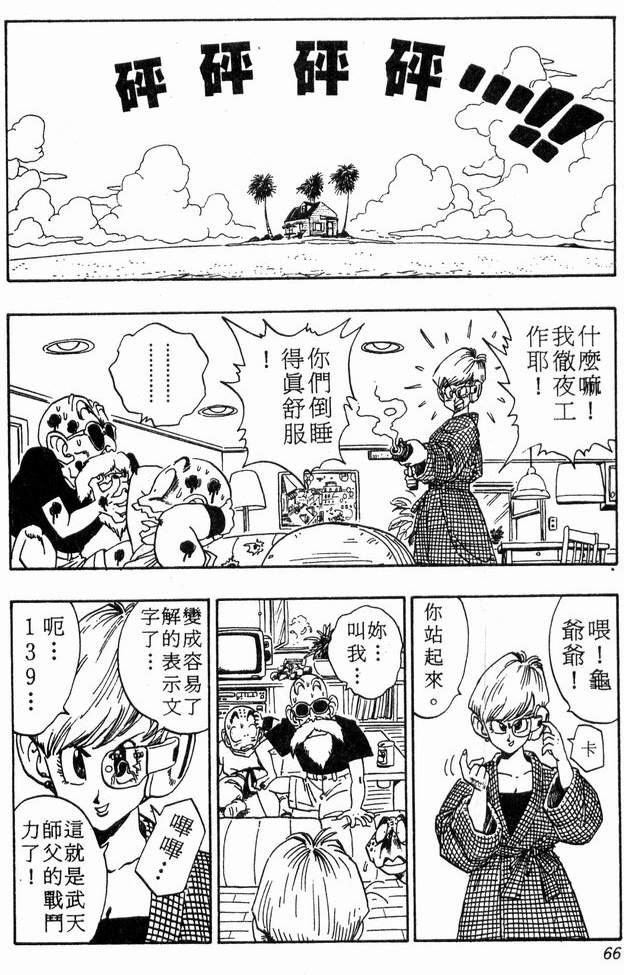 砰砰砰砰…!!
什麼嘛!
我徹夜工
作耶!
你們倒睡
得眞舒服
!
………
喂!龜
爺爺!
你站起來。
卡
妳…
叫我…
變成容易了
解的表示文
字了…
呃…
139…
嗶
嗶
…
這就是武天
師父的戰鬥
力了!
66